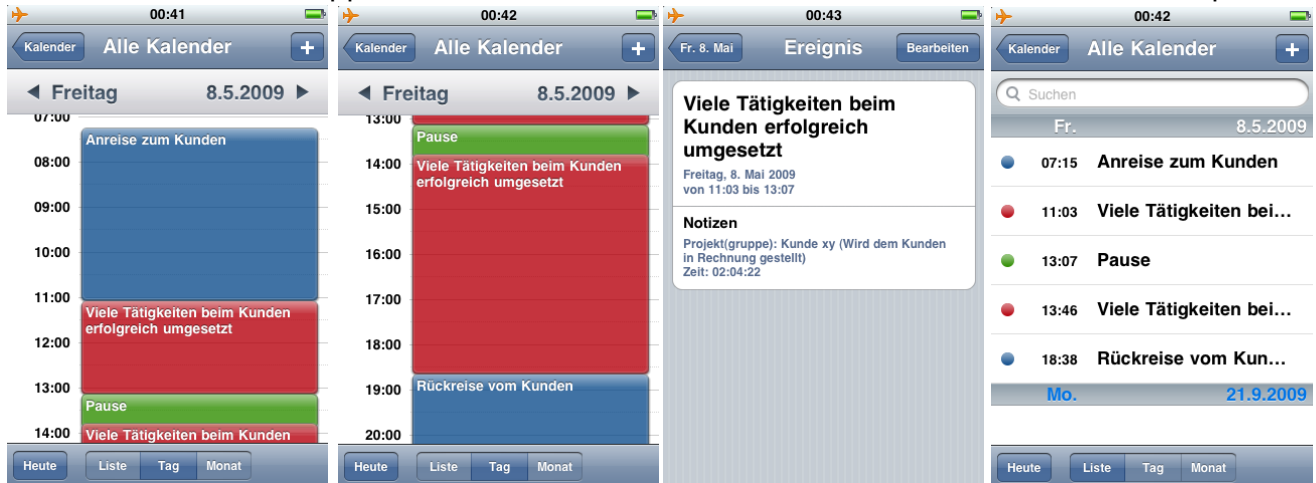 00:41
Kalender
Alle Kalender
+
Freitag
8.5.2009
07:00
Anreise zum Kunden
08:00
09:00
10:00
11:00
Viele Tätigkeiten beim Kunden
erfolgreich umgesetzt
12:00
13:00
Pause
14:00
Viele Tätigkeiten beim Kunden
Heute
Liste
Tag
Monat
00:42
Kalender
Alle Kalender
+
Freitag
8.5.2009
13:00
Pause
14:00
Viele Tätigkeiten beim Kunden
erfolgreich umgesetzt
15:00
16:00
17:00
18:00
19:00
Rückreise vom Kunden
20:00
Heute
Liste
Tag
Monat
00:43
Fr. 8. Mai
Ereignis
Bearbeiten
Viele Tätigkeiten beim
Kunden erfolgreich
umgesetzt
Freitag, 8. Mai 2009
von 11:03 bis 13:07
Notizen
Projekt(gruppe): Kunde xy (Wird dem Kunden
in Rechnung gestellt)
Zeit: 02:04:22
00:42
Kalender
Alle Kalender
+
Suchen
Fr.
8.5.2009
07:15 Anreise zum Kunden
11:03 Viele Tätigkeiten bei...
13:07 Pause
13:46 Viele Tätigkeiten bei...
18:38 Rückreise vom Kun...
Mo.
21.9.2009
Heute
Liste
Tag
Monat